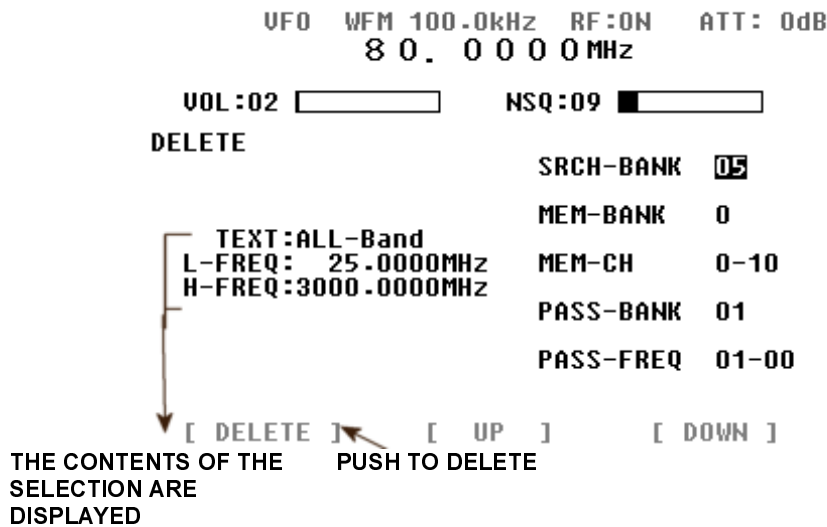 VFO WFM 100.0kHz RF:ON ATT: 0dB
80. 0000MHz
VOL:02 NSQ:09
DELETE
SRCH-BANK 05
MEM-BANK 0
TEXT:ALL-Band
L-FREQ: 25.0000MHz
MEM-CH 0-10
H-FREQ:3000.0000MHz
PASS-BANK 01
PASS-FREQ 01-00
[ DELETE ] [ UP ] [ DOWN ]
THE CONTENTS OF THE
SELECTION ARE
DISPLAYED
PUSH TO DELETE